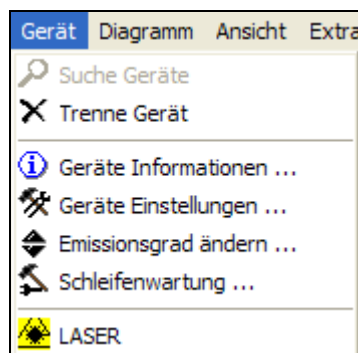 Gerät Diagramm Ansicht Extra
Suche Geräte
Trenne Gerät
Geräte Informationen ...
Geräte Einstellungen ...
Emissionsgrad ändern ...
Schleifenwartung ...
LASER